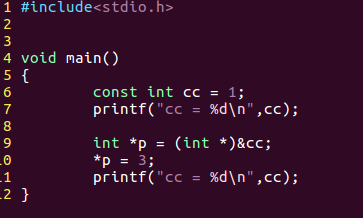 1 #include<stdio.h>
2
3
4 void main()
5 {
6         const int cc = 1;
7         printf("cc = %d\n",cc);
8
9         int *p = (int *)&cc;
10         *p = 3;
11         printf("cc = %d\n",cc);
12 }